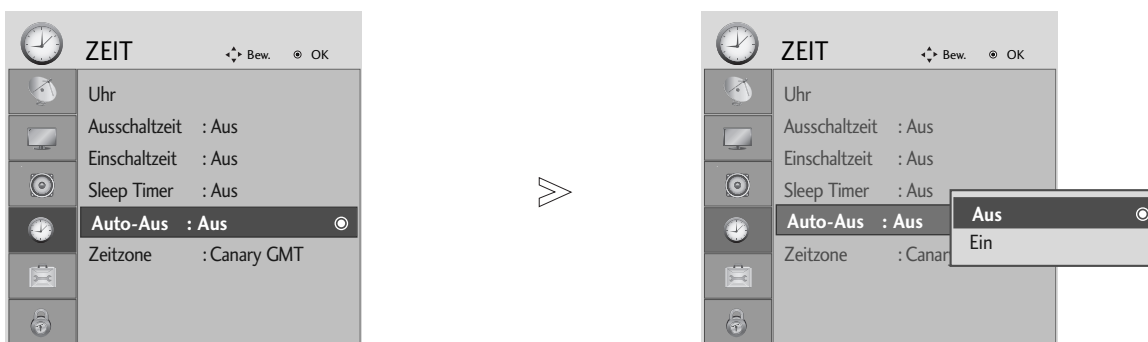 ZEIT Bew. OK
Uhr
Ausschaltzeit : Aus
Einschaltzeit : Aus
Sleep Timer : Aus
Auto-Aus : Aus
Zeitzone : Canary GMT
ZEIT Bew. OK
Uhr
Ausschaltzeit : Aus
Einschaltzeit : Aus
Sleep Timer : Aus
Auto-Aus : Aus
Zeitzone : Canar
Aus
Ein